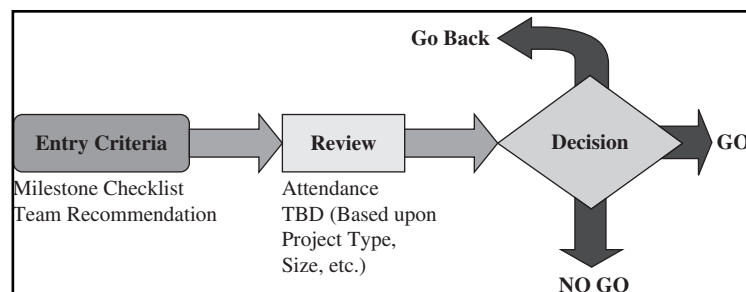 Go Back
Entry Criteria
Review
Decision
GO
Milestone Checklist
Team Recommendation
Attendance
TBD (Based upon
Project Type,
Size, etc.)
NO GO